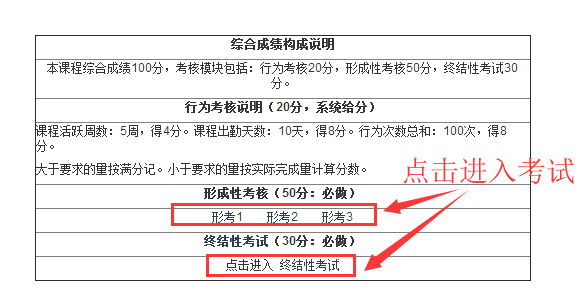 综合成绩构成说明
本课程综合成绩100分，考核模块包括：行为考核20分，形成性考核50分，终结性考试30
分。
行为考核说明（20分，系统给分）
课程活跃周数：5周，得4分。课程出勤天数：10天，得8分。行为次数总和：100次，得8
分。
大于要求的量按满分记。小于要求的量按实际完成量计算分数。
点击进入考试
形成性考核（50分：必做）
形考1 形考2 形考3
终结性考试（30分：必做）
点击进入 终结性考试